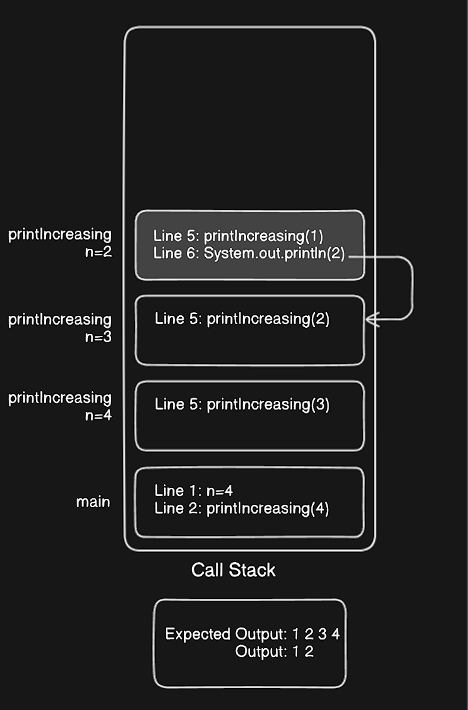 printIncreasing
n=2
Line 5: printIncreasing(1)
Line 6: System.out.println(2)
printIncreasing
n=3
Line 5: printIncreasing(2)
printIncreasing
n=4
Line 5: printIncreasing(3)
main
Line 1: n=4
Line 2: printIncreasing(4)
Call Stack
Expected Output: 1 2 3 4
Output: 1 2